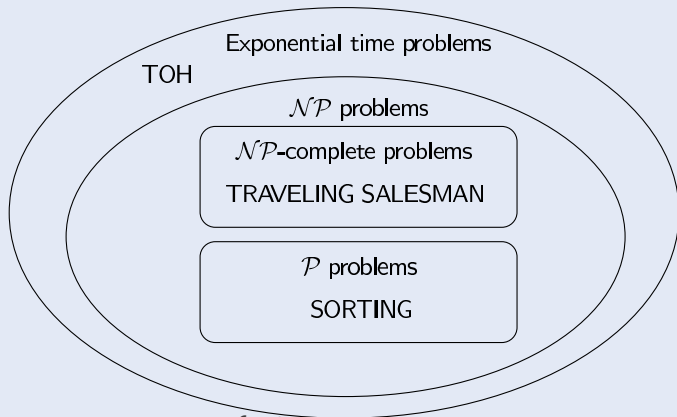 Exponential time problems
TOH
𝒩𝒫 problems
𝒩𝒫-complete problems
TRAVELING SALESMAN
𝒫 problems
SORTING